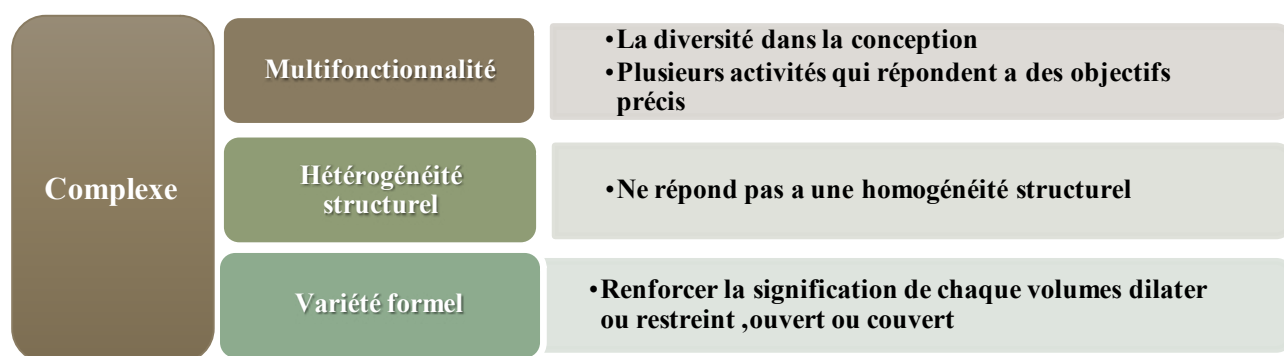 Complexe
Multifonctionnalité
•La diversité dans la conception
•Plusieurs activités qui répondent a des objectifs
précis
Hétérogénéité
structurel
•Ne répond pas a une homogénéité structurel
Variété formel
•Renforcer la signification de chaque volumes dilater
ou restreint ,ouvert ou couvert